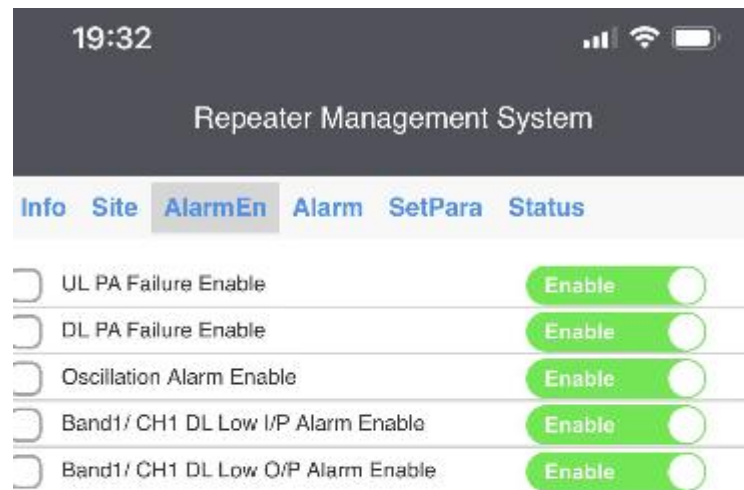 19:32
Repeater Management System
Info Site AlarmEn Alarm SetPara Status
UL PA Failure Enable Enable
DL PA Failure Enable Enable
Oscillation Alarm Enable Enable
Band1/ CH1 DL Low I/P Alarm Enable Enable
Band1/ CH1 DL Low O/P Alarm Enable Enable